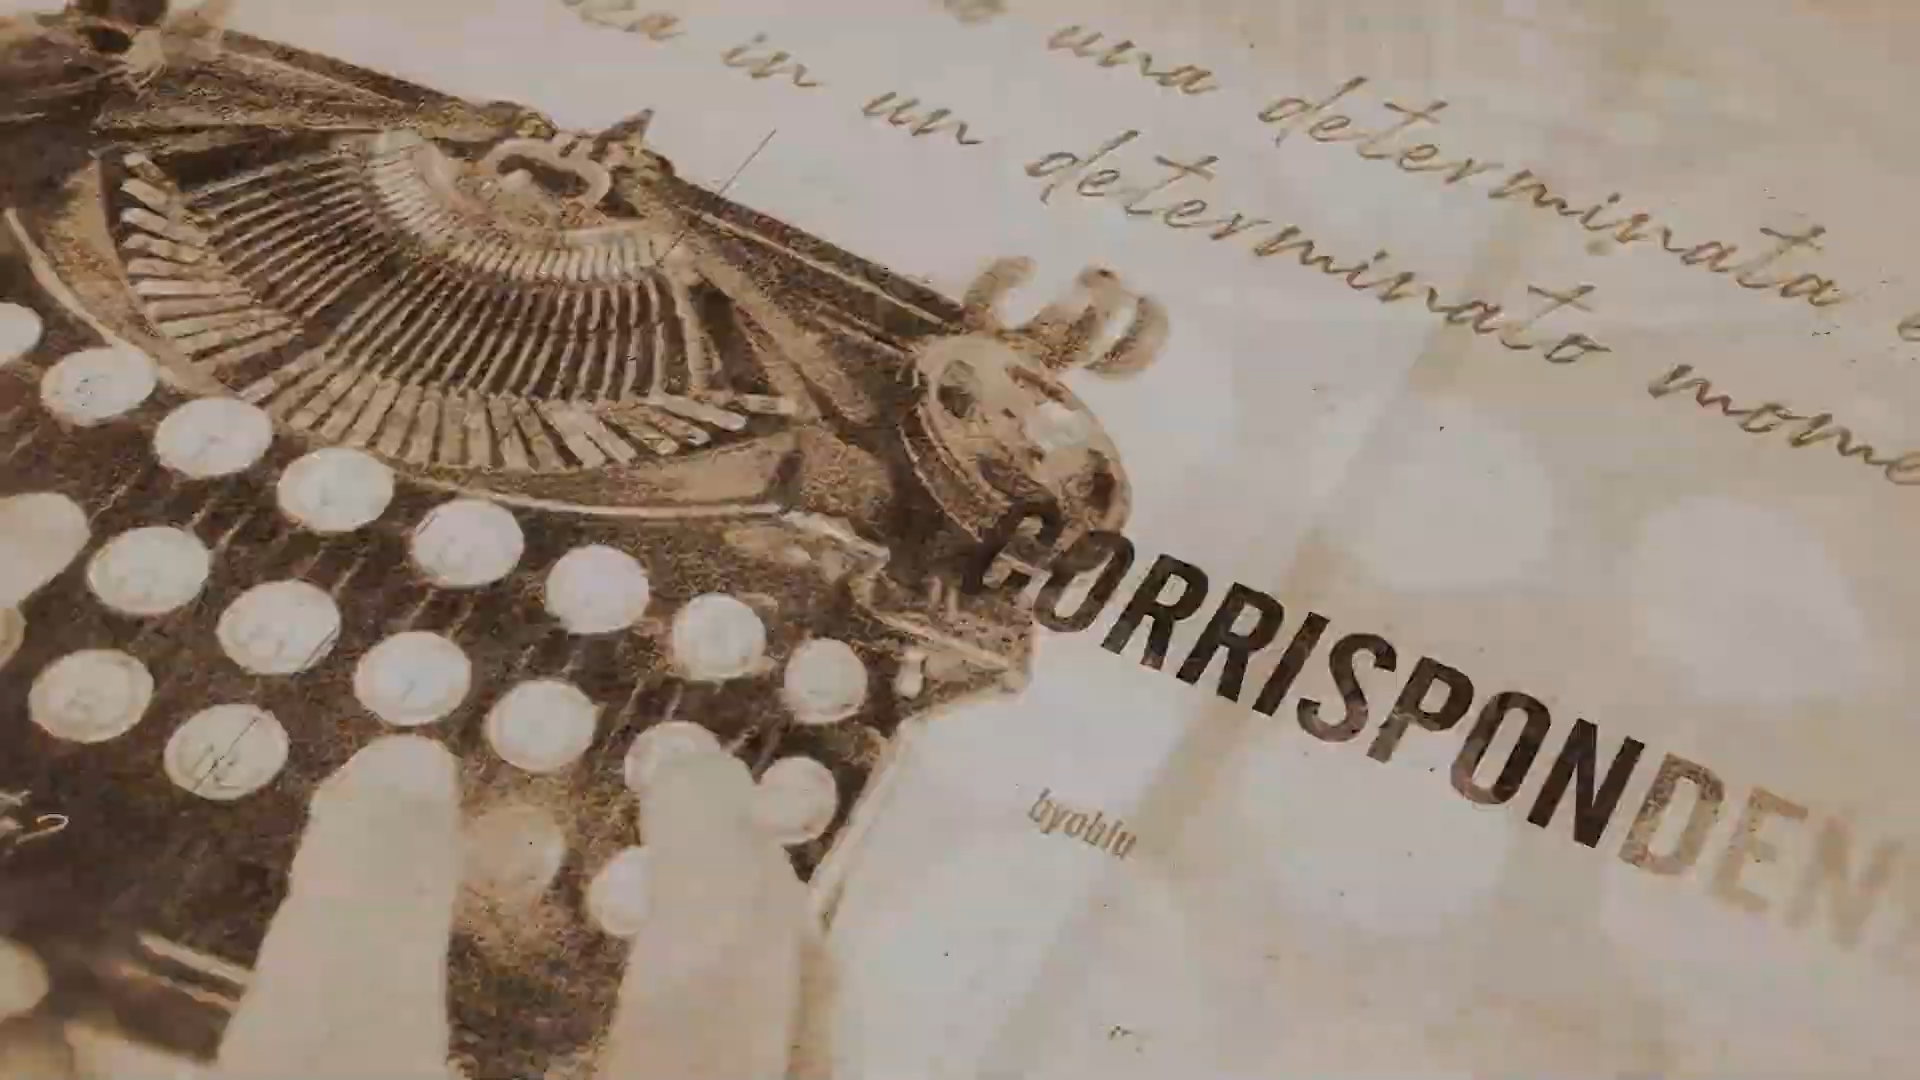 una determinata
in un determinato mome
CORRISPONDEN
byoblu